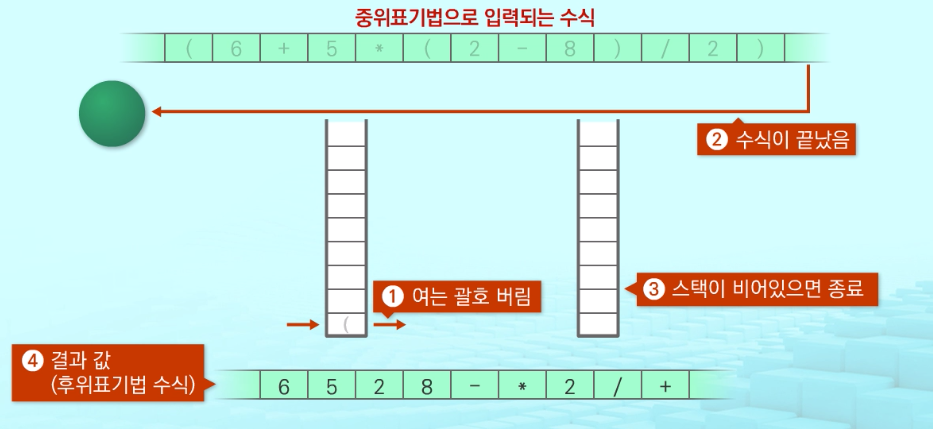 중위표기법으로 입력되는 수식
( 6 + 5 * ( 2 - 8 ) / 2 )
② 수식이 끝났음
① 여는 괄호 버림
③ 스택이 비어있으면 종료
(
④ 결과 값
(후위표기법 수식)
6 5 2 8 - * 2 / +